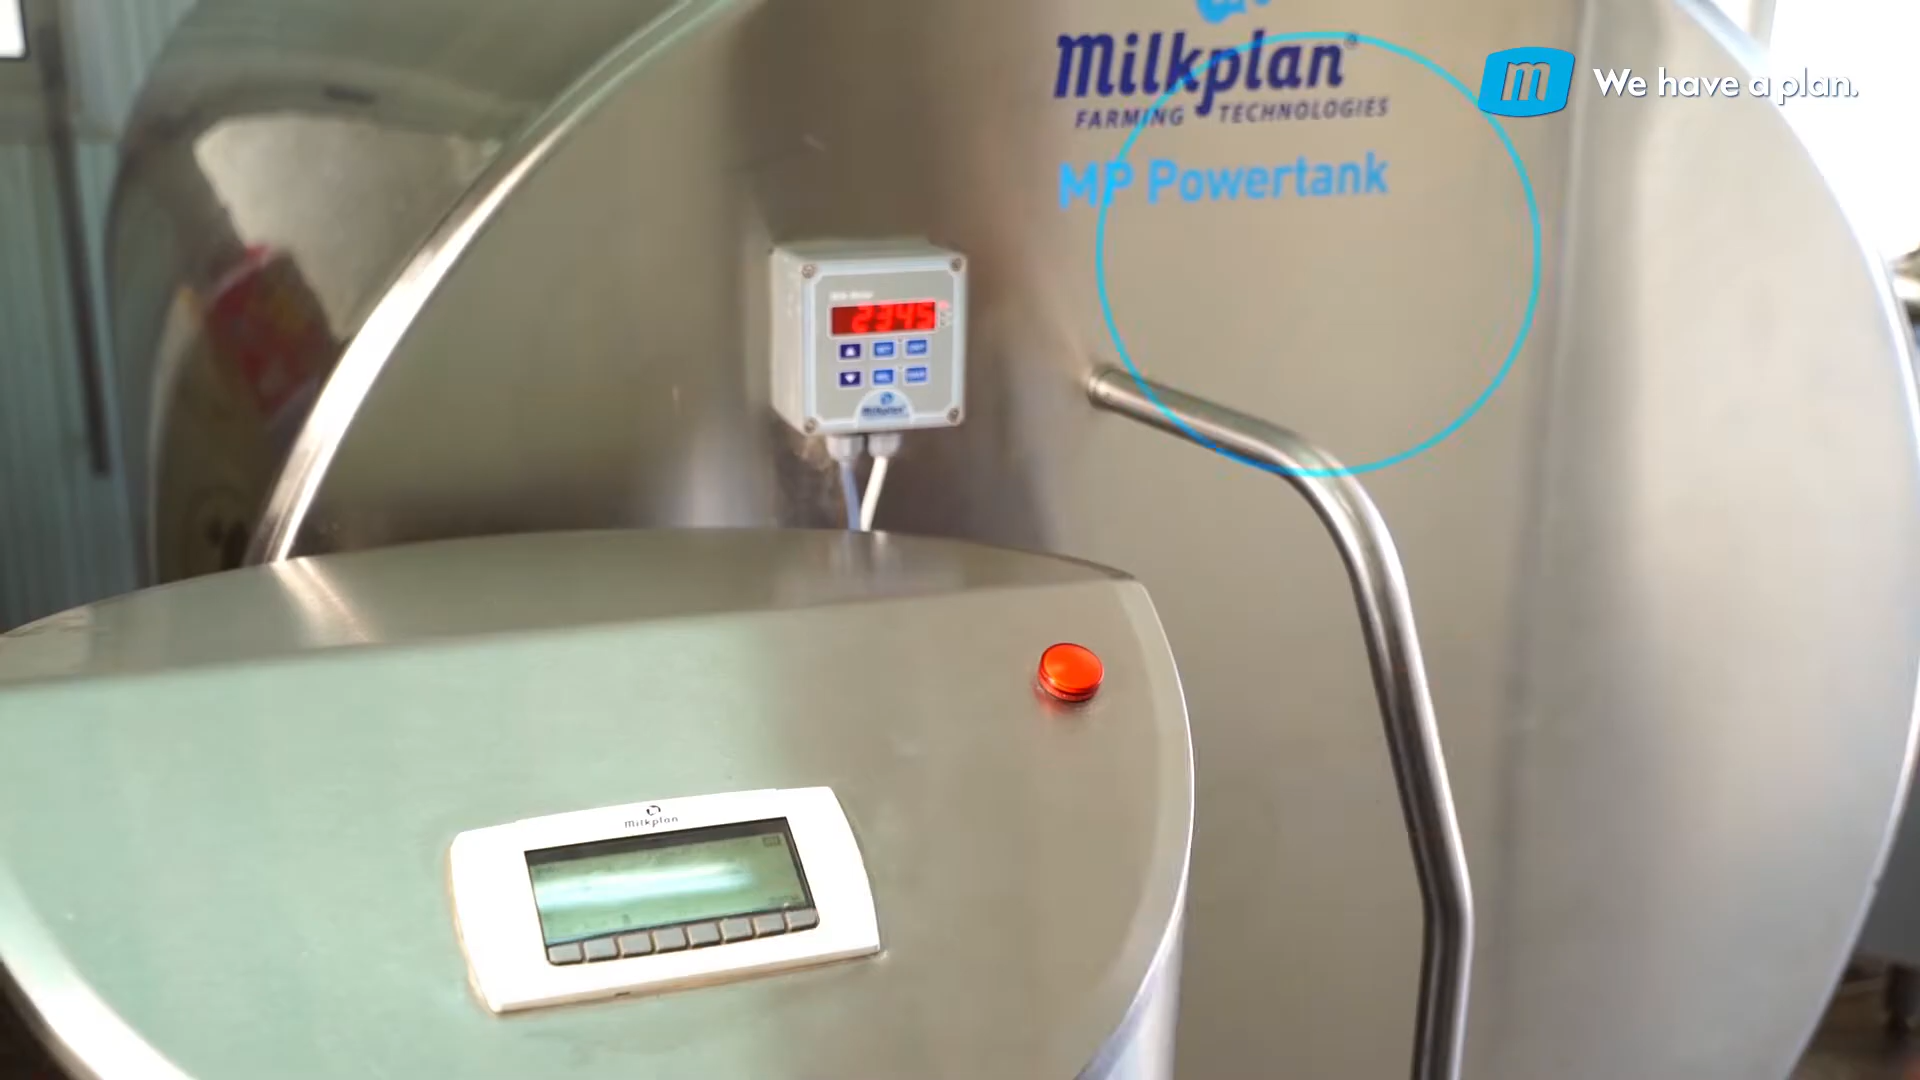 Milkplan®
FARMING TECHNOLOGIES
MP Powertank
m We have a plan.
2345
Milkplan
Milkplan